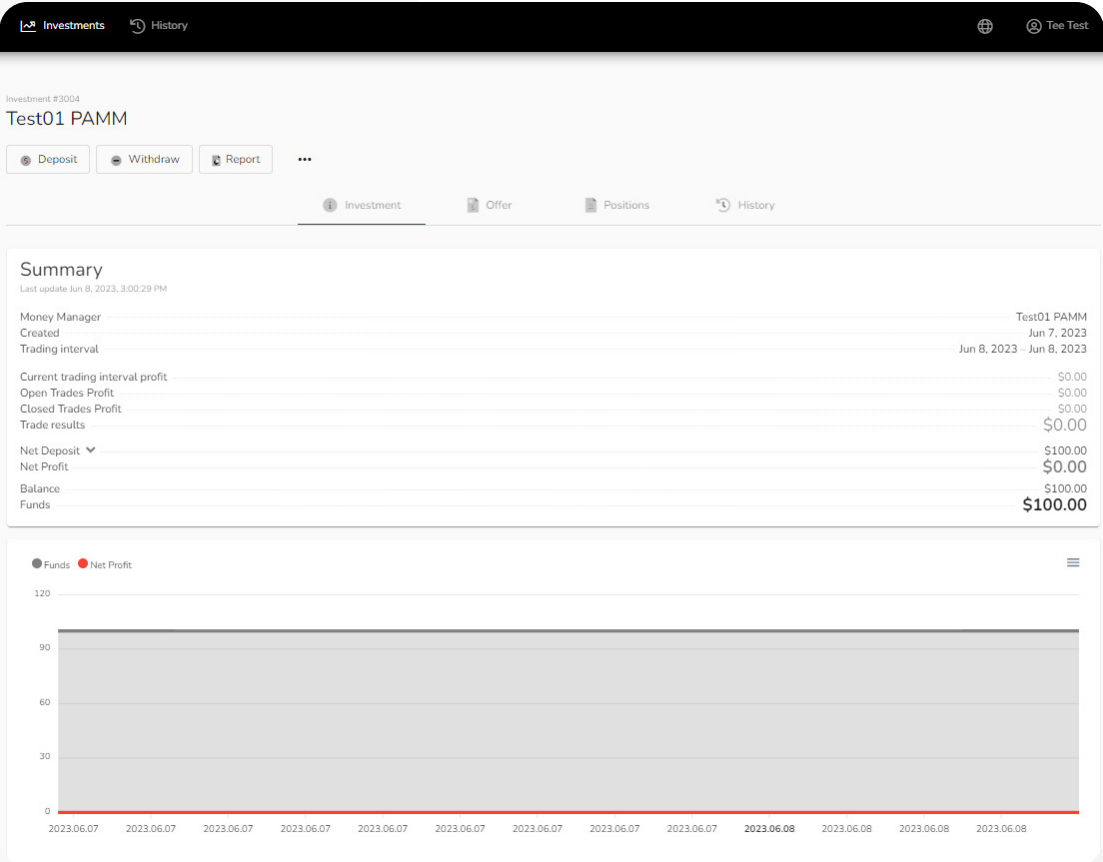 Investments History Tee Test
Investment #3004
Test01 PAMM
Deposit Withdraw Report •••
Investment Offer Positions History
Summary
Last update Jun 8, 2023, 3:00:29 PM
Money Manager Test01 PAMM
Created Jun 7, 2023
Trading interval Jun 8, 2023 - Jun 8, 2023
Current trading interval profit $0.00
Open Trades Profit $0.00
Closed Trades Profit $0.00
Trade results $0.00
Net Deposit $100.00
Net Profit $0.00
Balance $100.00
Funds $100.00
Funds Net Profit
120
90
60
30
0
2023.06.07 2023.06.07 2023.06.07 2023.06.07 2023.06.07 2023.06.07 2023.06.07 2023.06.07 2023.06.07 2023.06.08 2023.06.08 2023.06.08 2023.06.08